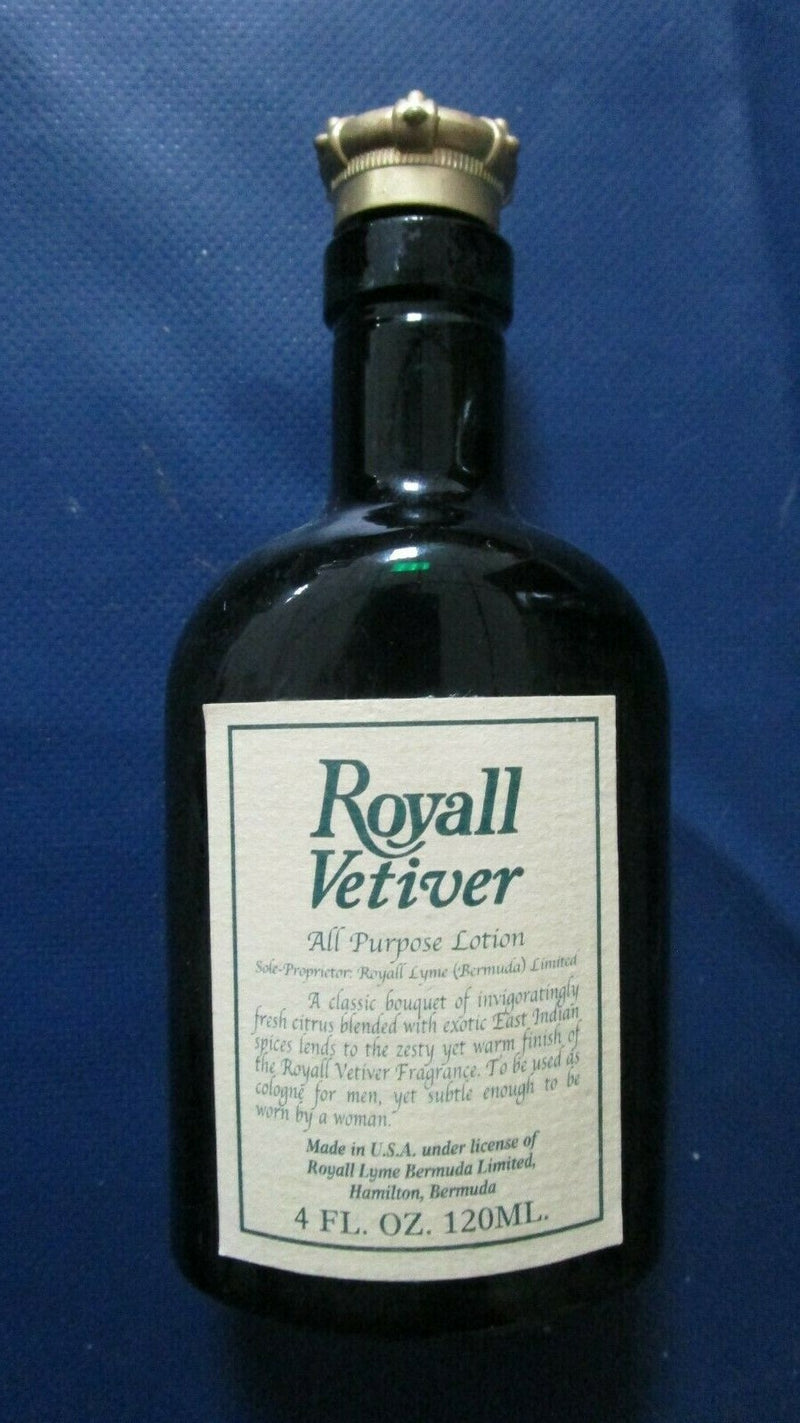 Royall
Vetiver
All Purpose Lotion
Sole-Proprietor: Royall Lyme (Bermuda) Limited
A classic bouquet of invigoratingly
fresh citrus blended with exotic East Indian
spices lends to the zesty yet warm finish of
the Royall Vetiver Fragrance. To be used as
cologne for men, yet subtle enough to be
worn by a woman.
Made in U.S.A. under license of
Royall Lyme Bermuda Limited,
Hamilton, Bermuda
4 FL. OZ. 120ML.